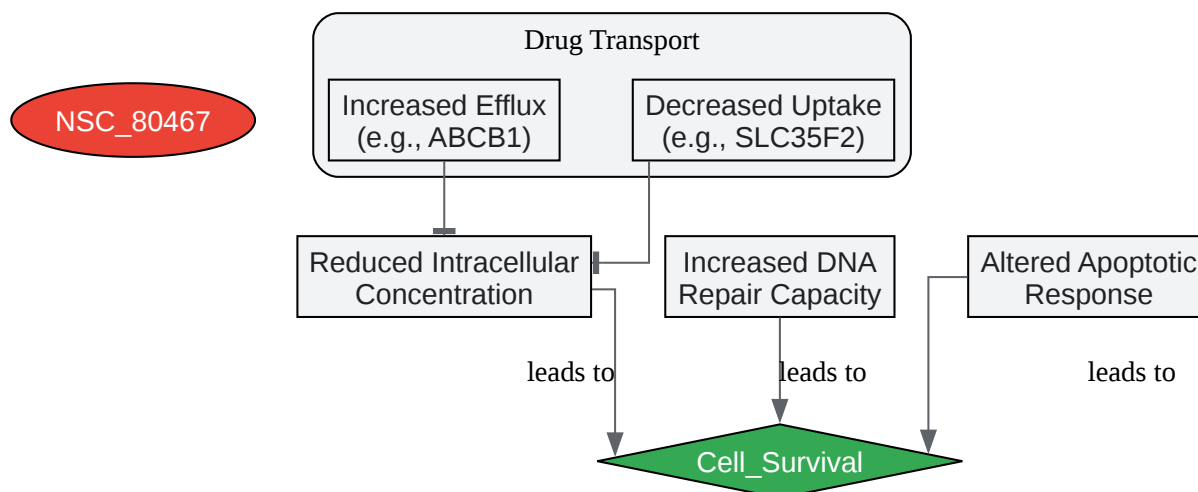 Drug Transport
NSC_80467
Increased Efflux
(e.g., ABCB1)
Decreased Uptake
(e.g., SLC35F2)
Reduced Intracellular
Concentration
Increased DNA
Repair Capacity
Altered Apoptotic
Response
leads to
leads to
leads to
Cell_Survival